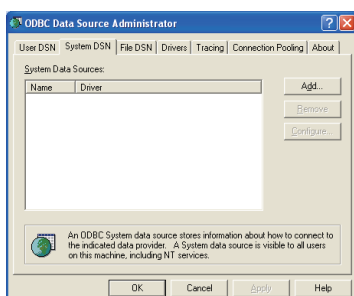 ODBC Data Source Administrator
User DSN System DSN File DSN Drivers Tracing Connection Pooling About
System Data Sources:
Name Driver
Add...
Remove
Configure...
An ODBC System data source stores information about how to connect to
the indicated data provider. A System data source is visible to all users
on this machine, including NT services.
OK Cancel Apply Help